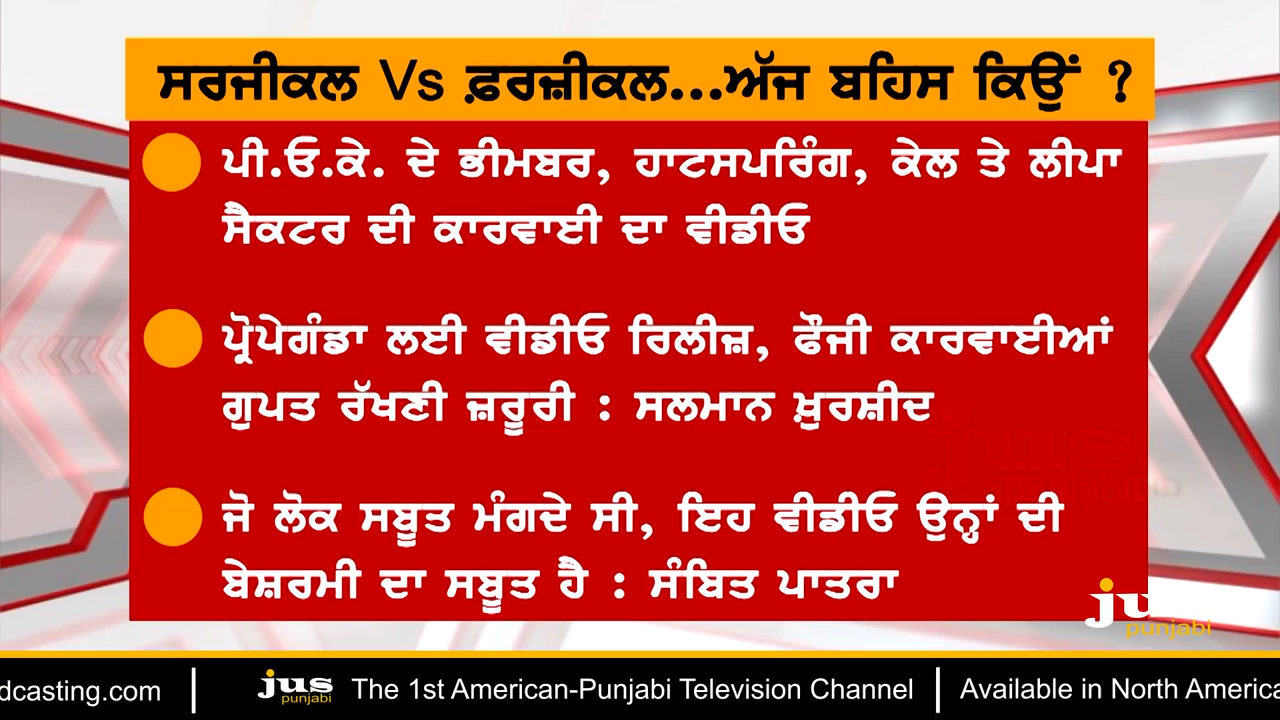 ਸਰਜੀਕਲ Vs ਫ਼ਰਜ਼ੀਕਲ...ਅੱਜ ਬਹਿਸ ਕਿਉਂ ?
ਪੀ.ਓ.ਕੇ. ਦੇ ਭੀਮਬਰ, ਹਾਟਸਪਰਿੰਗ, ਕੇਲ ਤੇ ਲੀਪਾ
ਸੈਕਟਰ ਦੀ ਕਾਰਵਾਈ ਦਾ ਵੀਡੀਓ
ਪ੍ਰੋਪੇਗੰਡਾ ਲਈ ਵੀਡੀਓ ਰਿਲੀਜ਼, ਫੌਜੀ ਕਾਰਵਾਈਆਂ
ਗੁਪਤ ਰੱਖਣੀ ਜ਼ਰੂਰੀ : ਸਲਮਾਨ ਖ਼ੁਰਸ਼ੀਦ
ਜੋ ਲੋਕ ਸਬੂਤ ਮੰਗਦੇ ਸੀ, ਇਹ ਵੀਡੀਓ ਉਨ੍ਹਾਂ ਦੀ
ਬੇਸ਼ਰਮੀ ਦਾ ਸਬੂਤ ਹੈ : ਸੰਬਿਤ ਪਾਤਰਾ
jus
punjabi
dcasting.com | jus punjabi The 1st American-Punjabi Television Channel | Available in North America